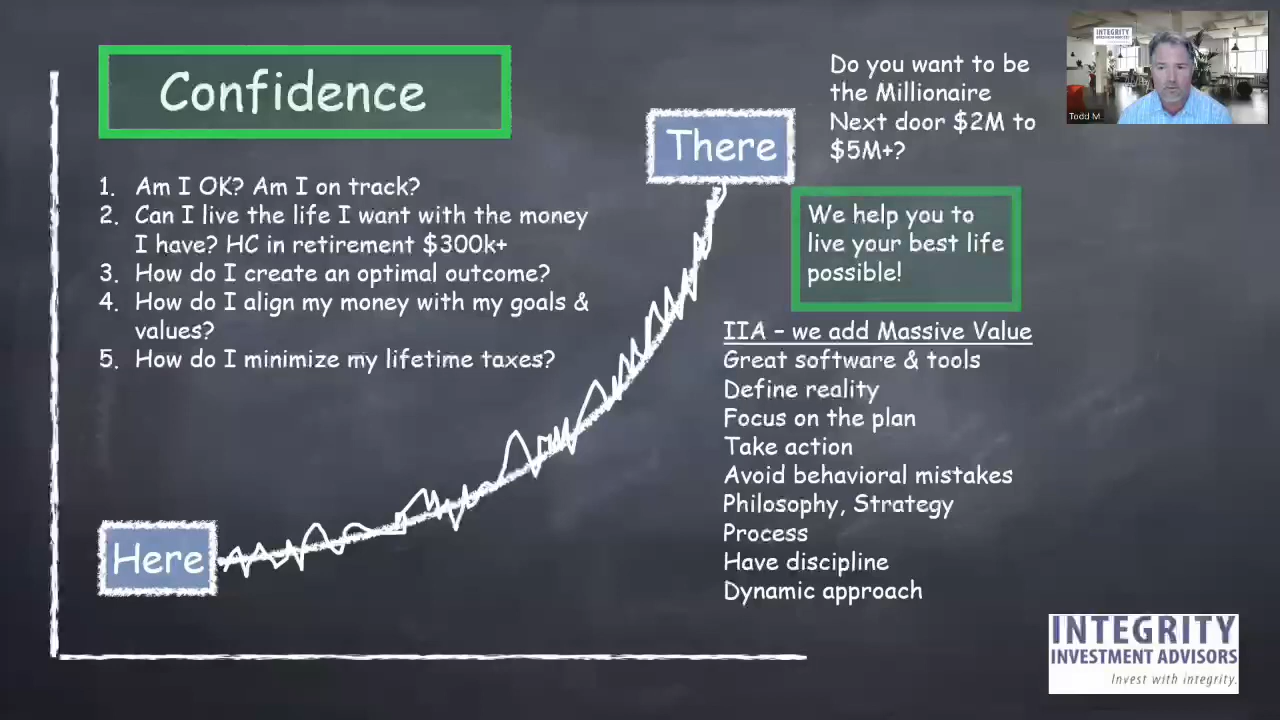 Confidence
1. Am I OK? Am I on track?
2. Can I live the life I want with the money
I have? HC in retirement $300k+
3. How do I create an optimal outcome?
4. How do I align my money with my goals &
values?
5. How do I minimize my lifetime taxes?
Here
There
Do you want to be
the Millionaire
Next door $2M to
$5M+?
We help you to
live your best life
possible!
IIA – we add Massive Value
Great software & tools
Define reality
Focus on the plan
Take action
Avoid behavioral mistakes
Philosophy, Strategy
Process
Have discipline
Dynamic approach
INTEGRITY
INVESTMENT ADVISORS
Todd M.
INTEGRITY
INVESTMENT ADVISORS
Invest with integrity.